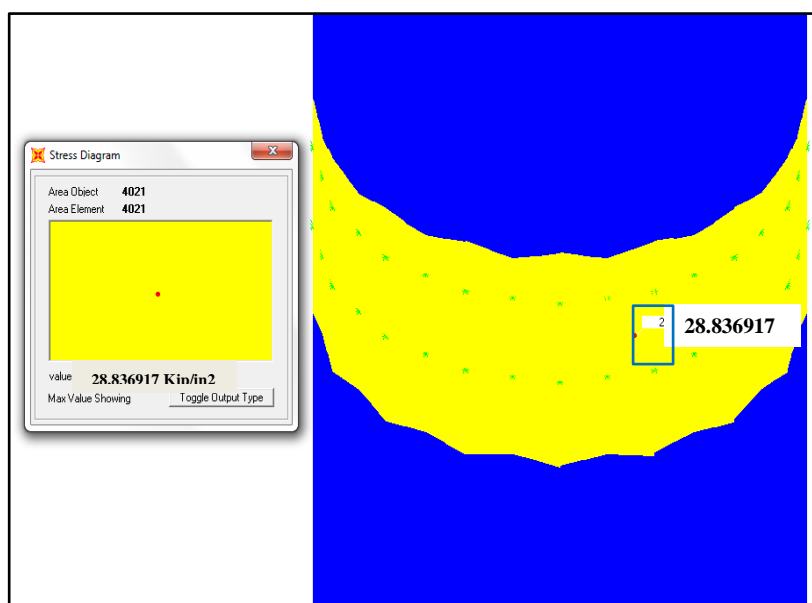 Stress Diagram
Area Object 4021
Area Element 4021
value 28.836917 Kip/in2
Max Value Showing Toggle Output Type
2 28.836917